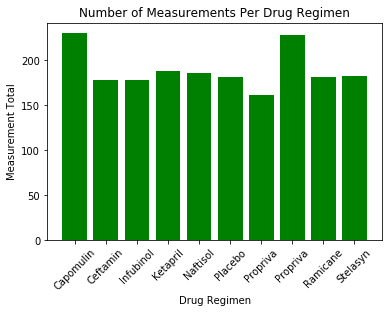 Number of Measurements Per Drug Regimen
Measurement Total
200
150
100
50
0
Capomulin
Ceftamin
Infubinol
Ketapril
Naftisol
Placebo
Propriva
Propriva
Ramicane
Stelasyn
Drug Regimen